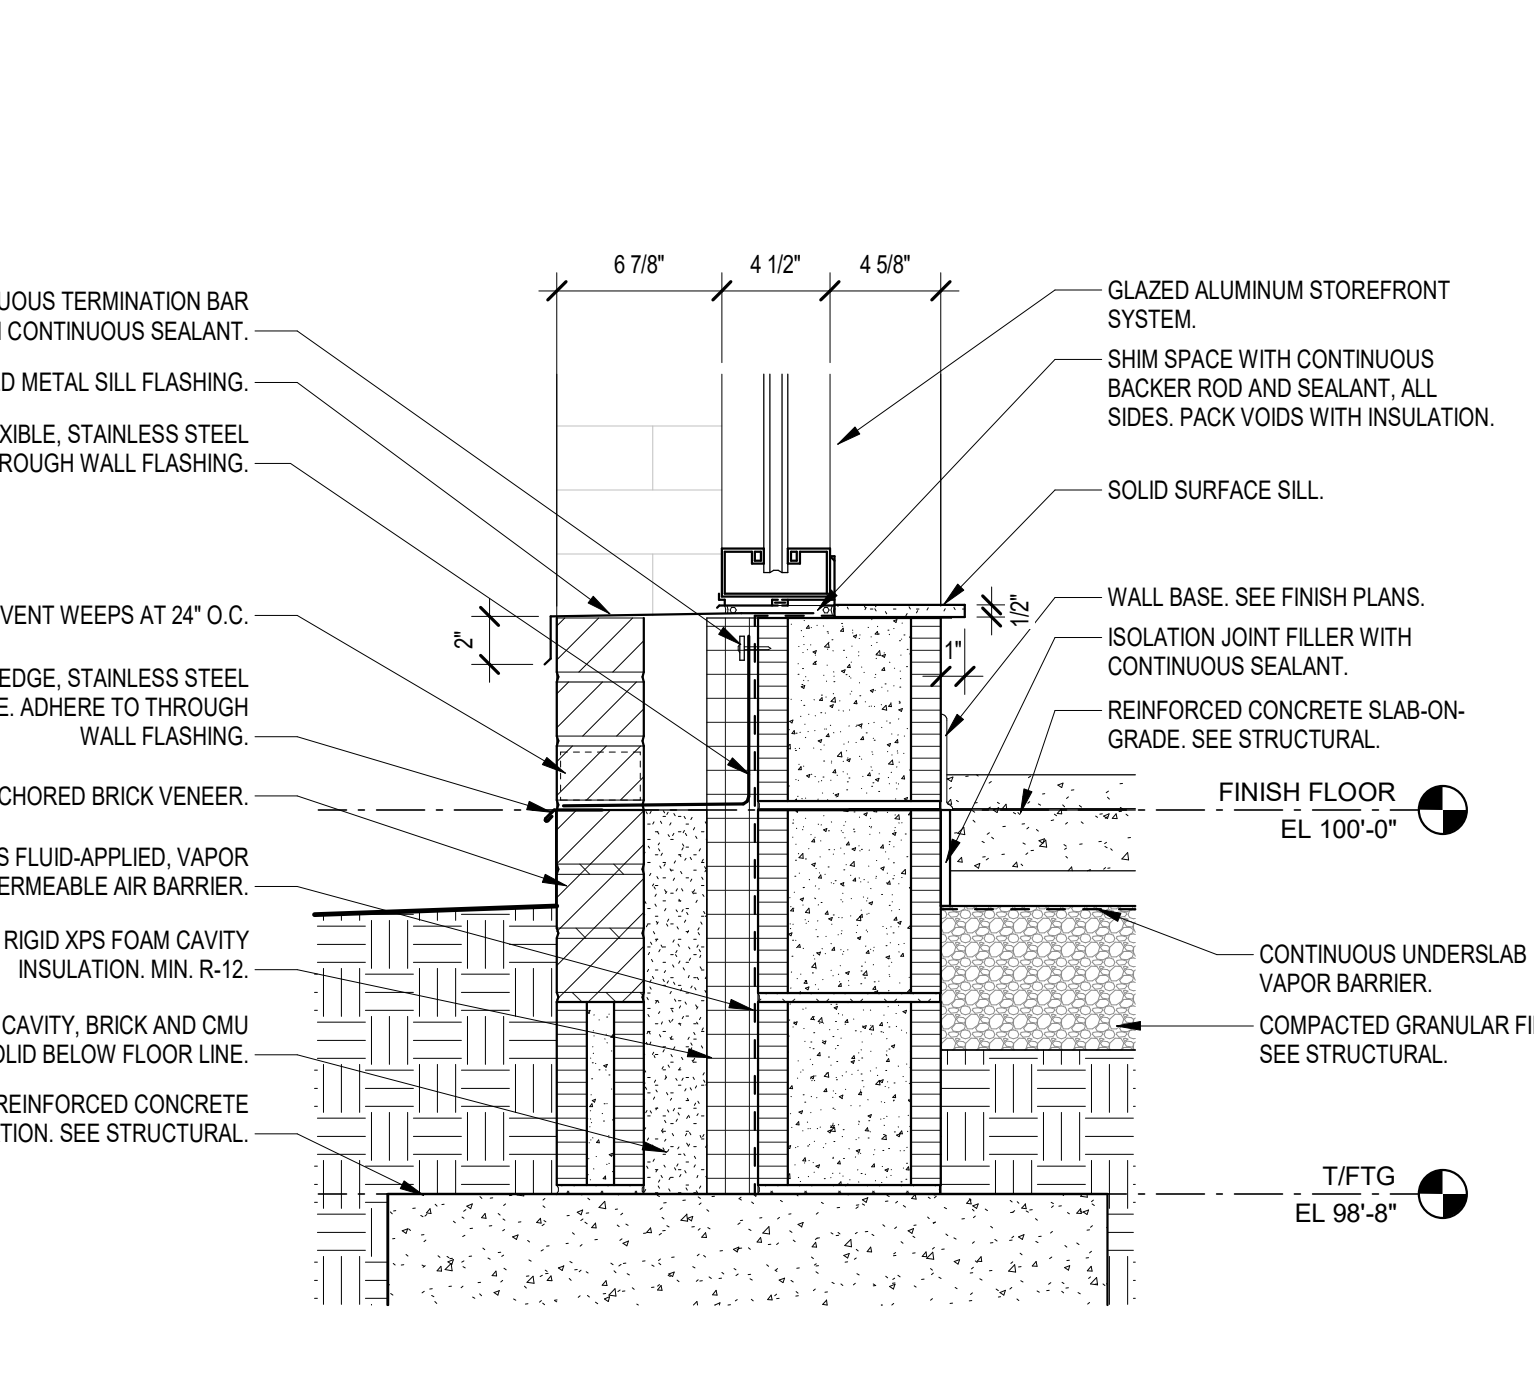 6 7/8"
4 1/2"
4 5/8"
UOUS TERMINATION BAR
CONTINUOUS SEALANT.
D METAL SILL FLASHING.
XIBLE, STAINLESS STEEL
ROUGH WALL FLASHING.
VENT WEEPS AT 24" O.C.
EDGE, STAINLESS STEEL
E. ADHERE TO THROUGH
WALL FLASHING.
CHORED BRICK VENEER.
S FLUID-APPLIED, VAPOR
ERMEABLE AIR BARRIER.
RIGID XPS FOAM CAVITY
INSULATION. MIN. R-12.
CAVITY, BRICK AND CMU
OLID BELOW FLOOR LINE.
REINFORCED CONCRETE
TION. SEE STRUCTURAL.
2"
1/2"
1"
GLAZED ALUMINUM STOREFRONT
SYSTEM.
SHIM SPACE WITH CONTINUOUS
BACKER ROD AND SEALANT, ALL
SIDES. PACK VOIDS WITH INSULATION.
SOLID SURFACE SILL.
WALL BASE. SEE FINISH PLANS.
ISOLATION JOINT FILLER WITH
CONTINUOUS SEALANT.
REINFORCED CONCRETE SLAB-ON-
GRADE. SEE STRUCTURAL.
FINISH FLOOR
EL 100'-0"
CONTINUOUS UNDERSLAB
VAPOR BARRIER.
COMPACTED GRANULAR FI
SEE STRUCTURAL.
T/FTG
EL 98'-8"